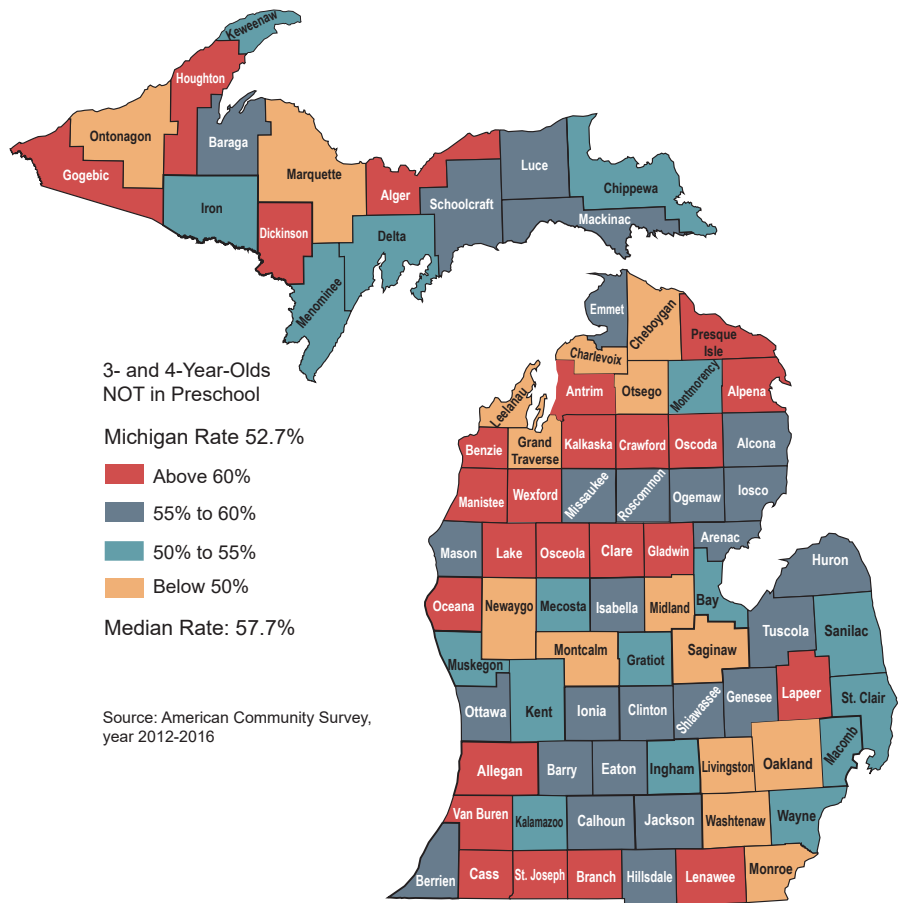 Keweenaw
Houghton
Ontonagon
Baraga
Gogebic
Marquette
Iron
Dickinson
Alger
Schoolcraft
Luce
Chippewa
Mackinac
Delta
Menominee
Emmet
Cheboygan
Presque
Isle
Charlevoix
Leelanau
Antrim
Otsego
Montmorency
Alpena
3- and 4-Year-Olds
NOT in Preschool
Michigan Rate 52.7%
Above 60%
55% to 60%
50% to 55%
Below 50%
Median Rate: 57.7%
Source: American Community Survey,
year 2012-2016
Benzie
Grand
Traverse
Kalkaska
Crawford
Oscoda
Alcona
Manistee
Wexford
Missaukee
Roscommon
Ogemaw
Iosco
Mason
Lake
Osceola
Clare
Gladwin
Arenac
Huron
Oceana
Newaygo
Mecosta
Isabella
Midland
Bay
Tuscola
Sanilac
Muskegon
Montcalm
Gratiot
Saginaw
Ottawa
Kent
Ionia
Clinton
Shiawassee
Genesee
Lapeer
St. Clair
Allegan
Barry
Eaton
Ingham
Livingston
Oakland
Macomb
Van Buren
Kalamazoo
Calhoun
Jackson
Washtenaw
Wayne
Berrien
Cass
St. Joseph
Branch
Hillsdale
Lenawee
Monroe